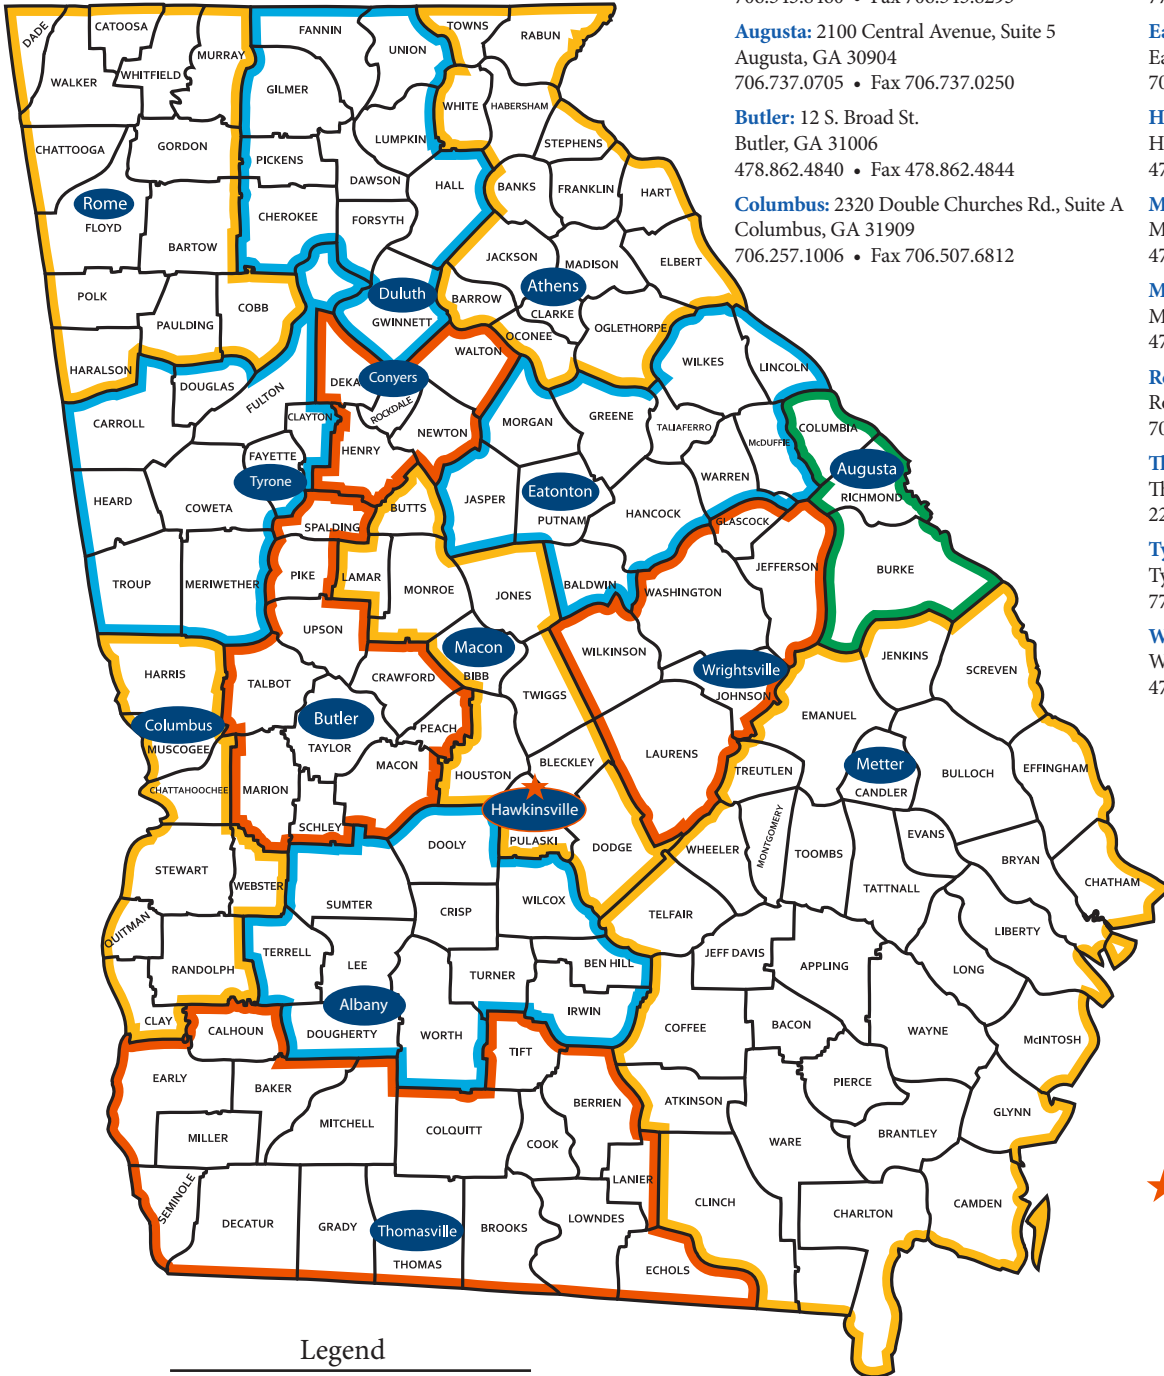 Augusta: 2100 Central Avenue, Suite 5
Augusta, GA 30904
706.737.0705 • Fax 706.737.0250
Butler: 12 S. Broad St.
Butler, GA 31006
478.862.4840 • Fax 478.862.4844
Columbus: 2320 Double Churches Rd., Suite A
Columbus, GA 31909
706.257.1006 • Fax 706.507.6812
DADE
CATOOSA
WALKER
WHITFIELD
MURRAY
FANNIN
UNION
TOWNS
RABUN
GILMER
WHITE
HABERSHAM
LUMPKIN
STEPHENS
CHATTOOGA
GORDON
PICKENS
DAWSON
HALL
BANKS
FRANKLIN
HART
Rome
FLOYD
BARTOW
CHEROKEE
FORSYTH
JACKSON
MADISON
ELBERT
POLK
PAULDING
COBB
Duluth
GWINNETT
BARROW
Athens
CLARKE
OCONEE
OGLETHORPE
HARALSON
DOUGLAS
FULTON
DEKA
Conyers
ROCKDALE
WALTON
WILKES
LINCOLN
CARROLL
CLAYTON
HENRY
NEWTON
MORGAN
GREENE
TALIAFERRO
McDUFFIE
COLUMBIA
FAYETTE
Tyrone
HEARD
COWETA
SPALDING
BUTTS
JASPER
Eatonton
PUTNAM
HANCOCK
WARREN
GLASCOCK
Augusta
RICHMOND
TROUP
MERIWETHER
PIKE
LAMAR
MONROE
JONES
BALDWIN
WASHINGTON
JEFFERSON
BURKE
UPSON
HARRIS
TALBOT
CRAWFORD
Macon
BIBB
TWIGGS
WILKINSON
Wrightsville
JOHNSON
JENKINS
SCREVEN
Columbus
MUSCOGEE
Butler
TAYLOR
PEACH
EMANUEL
CHATTAHOOCHEE
MARION
MACON
HOUSTON
BLECKLEY
LAURENS
TREUTLEN
Metter
CANDLER
BULLOCH
EFFINGHAM
SCHLEY
DOOLY
Hawkinsville
PULASKI
DODGE
WHEELER
MONTGOMERY
TOOMBS
EVANS
BRYAN
CHATHAM
STEWART
WEBSTER
SUMTER
CRISP
WILCOX
TELFAIR
TATTNALL
LIBERTY
QUITMAN
RANDOLPH
TERRELL
LEE
TURNER
BEN HILL
JEFF DAVIS
APPLING
LONG
CLAY
CALHOUN
Albany
DOUGHERTY
WORTH
IRWIN
COFFEE
BACON
WAYNE
McINTOSH
EARLY
BAKER
TIFT
BERRIEN
ATKINSON
PIERCE
GLYNN
MILLER
MITCHELL
COLQUITT
COOK
WARE
BRANTLEY
SEMINOLE
DECATUR
GRADY
Thomasville
THOMAS
BROOKS
LOWNDES
LANIER
CLINCH
CHARLTON
CAMDEN
ECHOLS
Legend